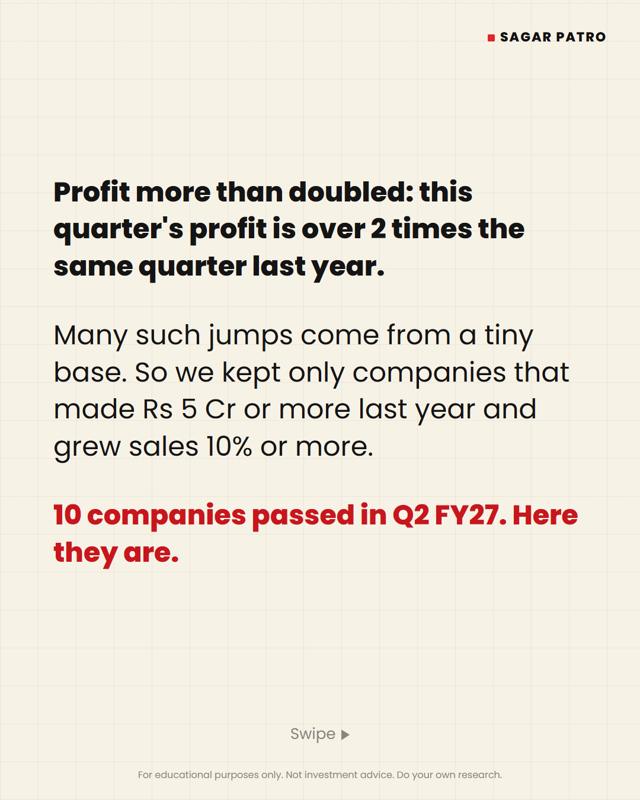 SAGAR PATRO
Profit more than doubled: this
quarter's profit is over 2 times the
same quarter last year.
Many such jumps come from a tiny
base. So we kept only companies that
made Rs 5 Cr or more last year and
grew sales 10% or more.
10 companies passed in Q2 FY27. Here
they are.
Swipe ▶
For educational purposes only. Not investment advice. Do your own research.